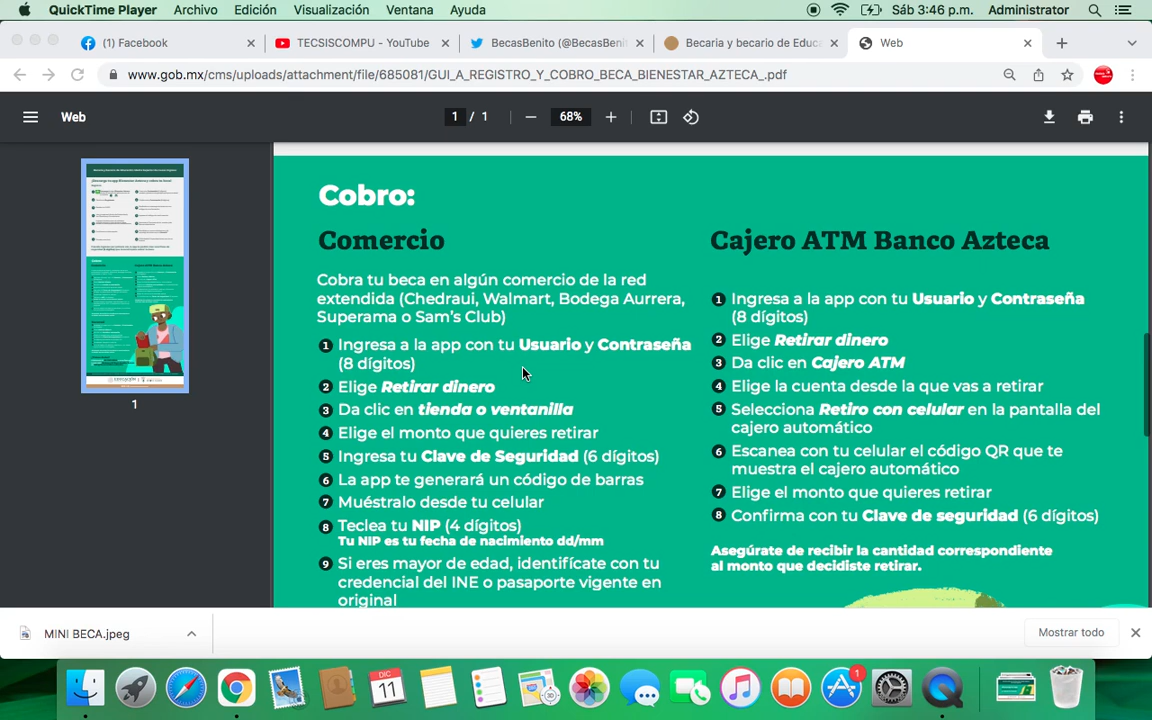 QuickTime Player Archivo Edición Visualización Ventana Ayuda Sáb 3:46 p.m. Administrator
(1) Facebook
TECSISCOMPU - YouTube
BecasBenito (@BecasBenit
Becaria y becario de Educa
Web
www.gob.mx/cms/uploads/attachment/file/685081/GUI_A_REGISTRO_Y_COBRO_BECA_BIENESTAR_AZTECA_.pdf
Web
1 / 1
68%
1
Cobro:
Comercio
Cobra tu beca en algún comercio de la red
extendida (Chedraui, Walmart, Bodega Aurrera,
Superama o Sam's Club)
1 Ingresa a la app con tu Usuario y Contraseña
(8 dígitos)
2 Elige Retirar dinero
3 Da clic en tienda o ventanilla
4 Elige el monto que quieres retirar
5 Ingresa tu Clave de Seguridad (6 dígitos)
6 La app te generará un código de barras
7 Muéstralo desde tu celular
8 Teclea tu NIP (4 dígitos)
Tu NIP es tu fecha de nacimiento dd/mm
9 Si eres mayor de edad, identifícate con tu
credencial del INE o pasaporte vigente en
original
Cajero ATM Banco Azteca
1 Ingresa a la app con tu Usuario y Contraseña
(8 dígitos)
2 Elige Retirar dinero
3 Da clic en Cajero ATM
4 Elige la cuenta desde la que vas a retirar
5 Selecciona Retiro con celular en la pantalla del
cajero automático
6 Escanea con tu celular el código QR que te
muestra el cajero automático
7 Elige el monto que quieres retirar
8 Confirma con tu Clave de seguridad (6 dígitos)
Asegúrate de recibir la cantidad correspondiente
al monto que decidiste retirar.
MINI BECA.jpeg
Mostrar todo
DIC
11
1